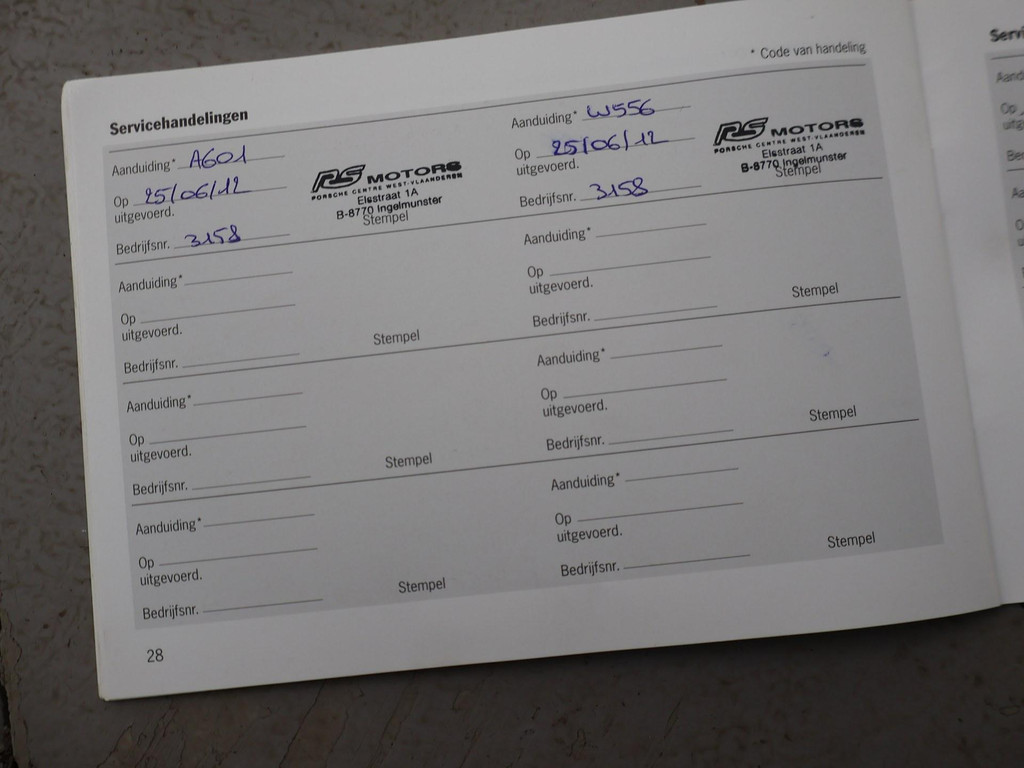 * Code van handeling
Servicehandelingen
Aanduiding* A601
Op 25/06/12
uitgevoerd.
Bedrijfsnr. 3158
RS MOTORS
PORSCHE CENTRE WEST-VLAANDEREN
Elsstraat 1A
B-8770 Ingelmunster
Stempel
Aanduiding* W556
Op 25/06/12
uitgevoerd.
Bedrijfsnr. 3158
RS MOTORS
PORSCHE CENTRE WEST-VLAANDEREN
Elsstraat 1A
B-8770 Ingelmunster
Stempel
Aanduiding*
Op
uitgevoerd.
Bedrijfsnr.
Stempel
Aanduiding*
Op
uitgevoerd.
Bedrijfsnr.
Stempel
Aanduiding*
Op
uitgevoerd.
Bedrijfsnr.
Stempel
Aanduiding*
Op
uitgevoerd.
Bedrijfsnr.
Stempel
Aanduiding*
Op
uitgevoerd.
Bedrijfsnr.
Stempel
Aanduiding*
Op
uitgevoerd.
Bedrijfsnr.
Stempel
28